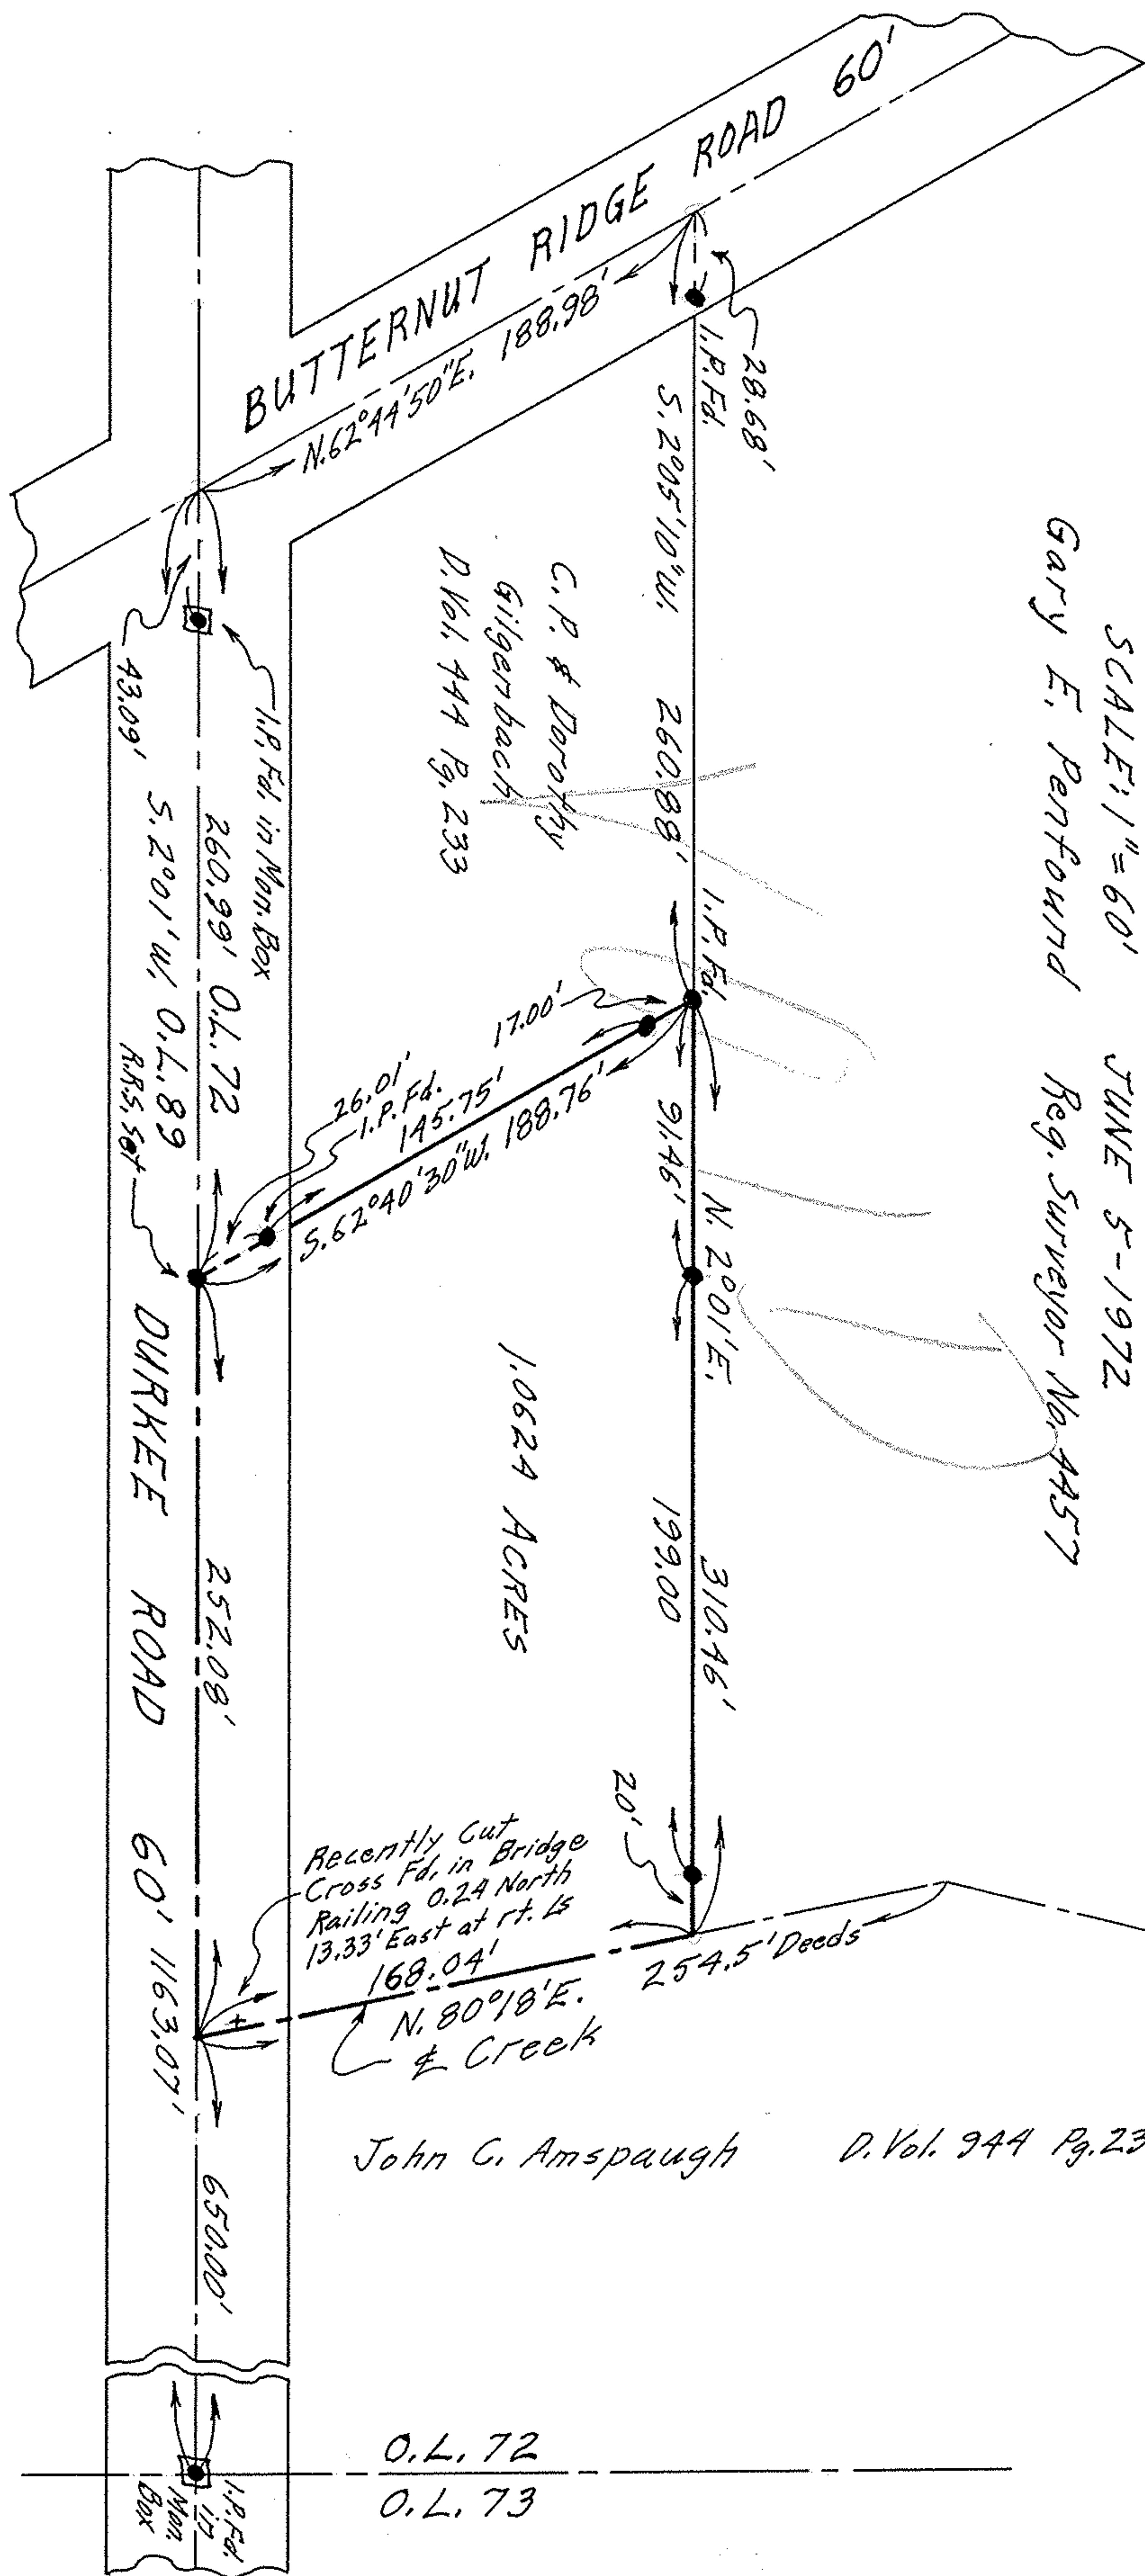 SCALE: 1"=60' JUNE 5-1972
Gary E. Penfound Reg. Surveyor No. 4457
BUTTERNUT RIDGE ROAD 60'
N.62°44'50"E. 188.98'
28.68'
I.P. Fd.
S. 2°05'10"W. 260.88'
C.P. & Dorothy
Gilgenbach
D.Vol. 444 Pg. 233
I.P. Fd. in Mon. Box
43.09'
260.99' O.L. 72
S. 2°01'W. O.L. 89
R.R.S. Set
I.P. Fd.
17.00'
26.01'
I.P. Fd.
145.75'
S.62°40'30"W. 188.76'
91.46'
N. 2°01'E. 310.46'
199.00
20'
1.0624 ACRES
DURKEE ROAD 60' 1163.07'
252.08'
Recently Cut
Cross Fd. in Bridge
Railing 0.24 North
13.33' East at rt. Ls
168.04'
N. 80°18'E. 254.5' Deeds
℄ Creek
John C. Amspaugh D. Vol. 944 Pg. 23
650.00'
O.L. 72
O.L. 73
I.P. Fd.
in
Mon.
Box